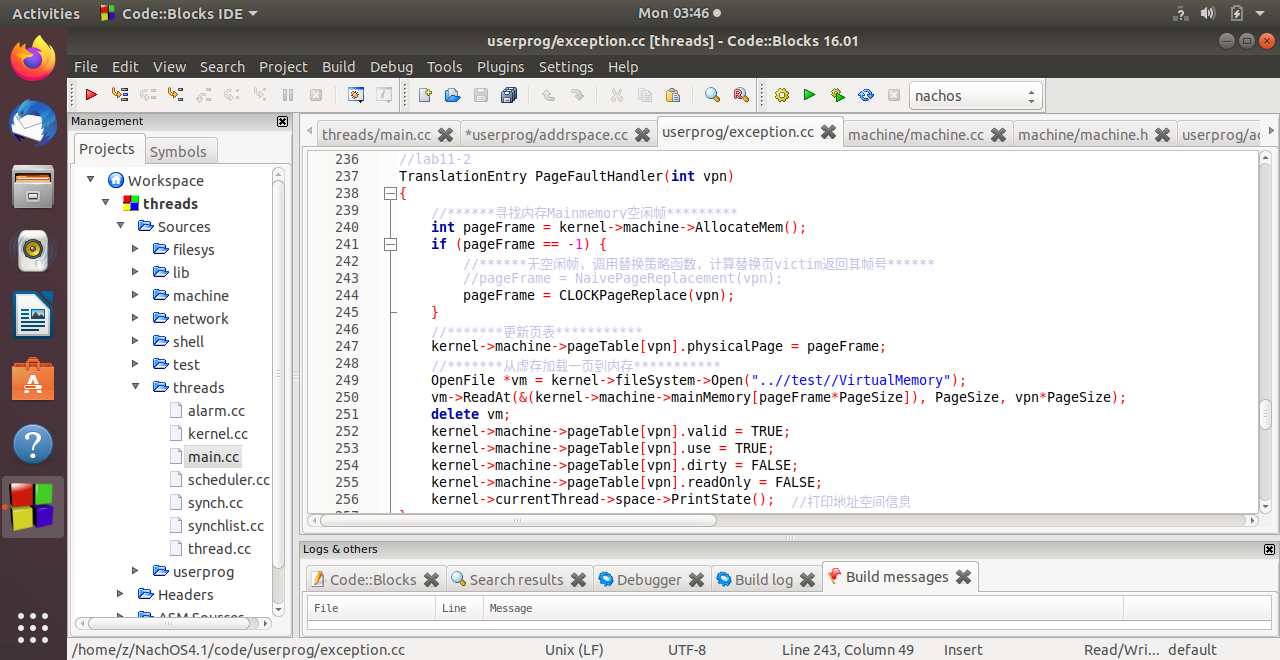 Activities Code::Blocks IDE Mon 03:46
userprog/exception.cc [threads] - Code::Blocks 16.01
File Edit View Search Project Build Debug Tools Plugins Settings Help
nachos
Management
Projects Symbols
Workspace
threads
Sources
filesys
lib
machine
network
shell
test
threads
alarm.cc
kernel.cc
main.cc
scheduler.cc
synch.cc
synchlist.cc
thread.cc
userprog
Headers
ASM Sources
threads/main.cc *userprog/addrspace.cc userprog/exception.cc machine/machine.cc machine/machine.h userprog/ac
236 //lab11-2
237 TranslationEntry PageFaultHandler(int vpn)
238 {
239 //******寻找内存Mainmemory空闲帧*********
240 int pageFrame = kernel->machine->AllocateMem();
241 if (pageFrame == -1) {
242 //******无空闲帧，调用替换策略函数，计算替换页victim返回其帧号******
243 //pageFrame = NaivePageReplacement(vpn);
244 pageFrame = CLOCKPageReplace(vpn);
245 }
246 //*******更新页表***********
247 kernel->machine->pageTable[vpn].physicalPage = pageFrame;
248 //*******从虚存加载一页到内存***********
249 OpenFile *vm = kernel->fileSystem->Open("..//test//VirtualMemory");
250 vm->ReadAt(&(kernel->machine->mainMemory[pageFrame*PageSize]), PageSize, vpn*PageSize);
251 delete vm;
252 kernel->machine->pageTable[vpn].valid = TRUE;
253 kernel->machine->pageTable[vpn].use = TRUE;
254 kernel->machine->pageTable[vpn].dirty = FALSE;
255 kernel->machine->pageTable[vpn].readOnly = FALSE;
256 kernel->currentThread->space->PrintState(); //打印地址空间信息
257 }
Logs & others
Code::Blocks Search results Debugger Build log Build messages
File Line Message
/home/z/NachOS4.1/code/userprog/exception.cc Unix (LF) UTF-8 Line 243, Column 49 Insert Read/Wri... default